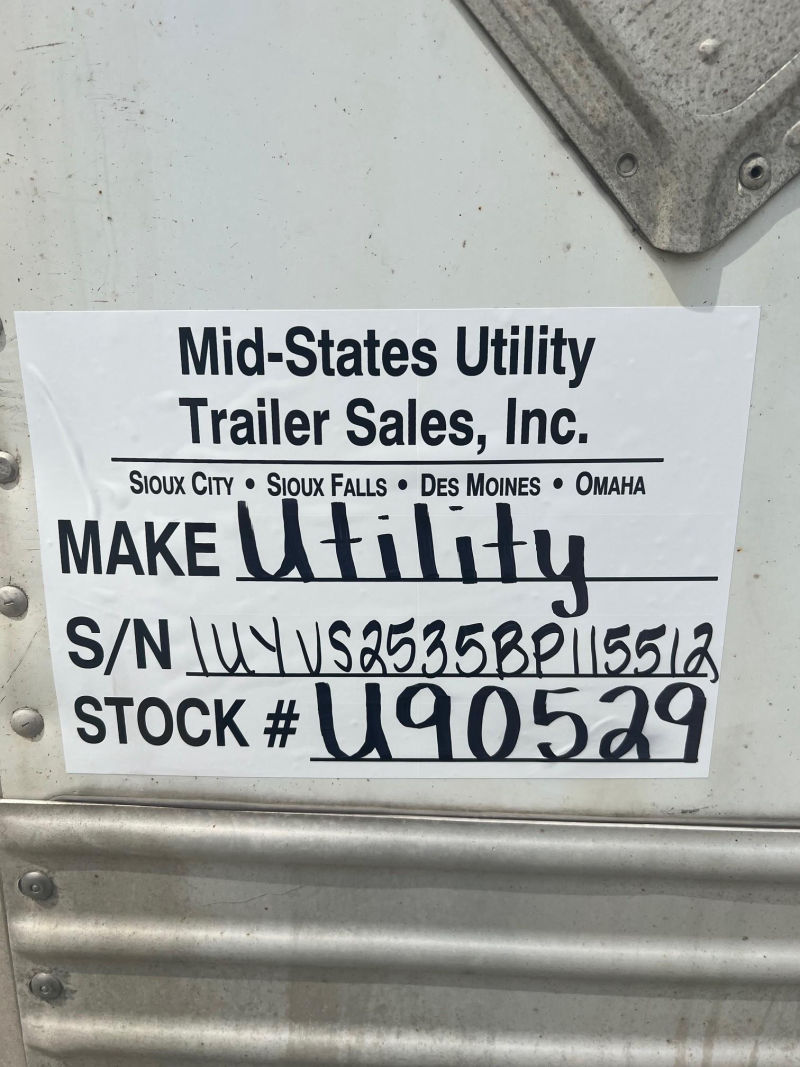 Mid-States Utility
Trailer Sales, Inc.
SIOUX CITY • SIOUX FALLS • DES MOINES • OMAHA
MAKE Utility
S/N 1UYVS2535BP115512
STOCK # U90529